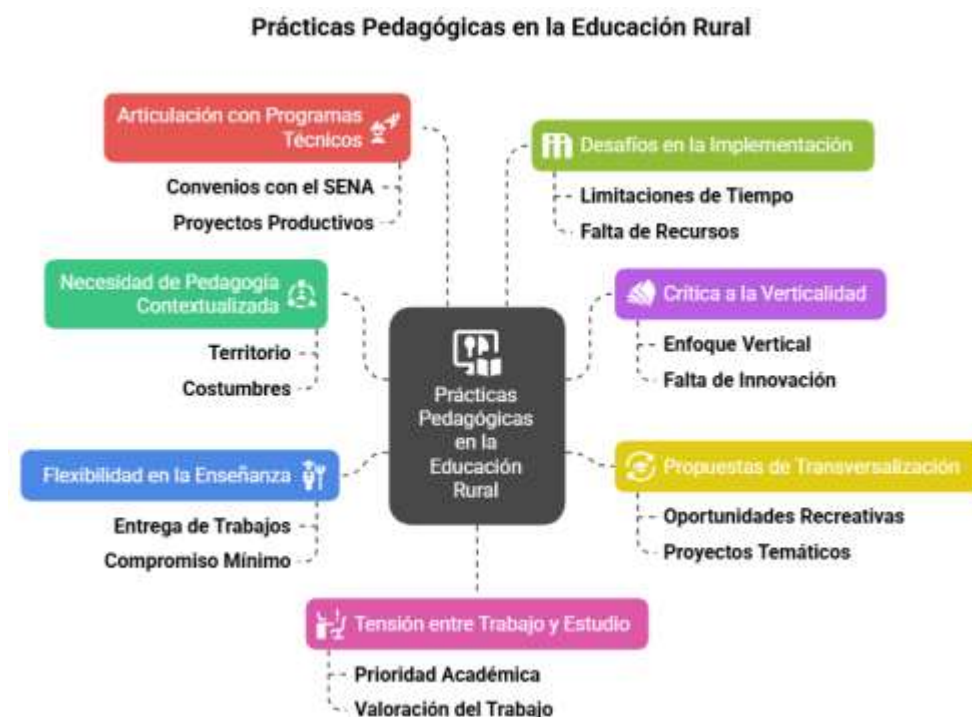 Prácticas Pedagógicas en la Educación Rural
Articulación con Programas
Técnicos
Convenios con el SENA
Proyectos Productivos
Desafíos en la Implementación
Limitaciones de Tiempo
Falta de Recursos
Necesidad de Pedagogía
Contextualizada
Territorio
Costumbres
Crítica a la Verticalidad
Enfoque Vertical
Falta de Innovación
Prácticas
Pedagógicas
en la
Educación
Rural
Flexibilidad en la Enseñanza
Entrega de Trabajos
Compromiso Mínimo
Propuestas de Transversalización
Oportunidades Recreativas
Proyectos Temáticos
Tensión entre Trabajo y Estudio
Prioridad Académica
Valoración del Trabajo